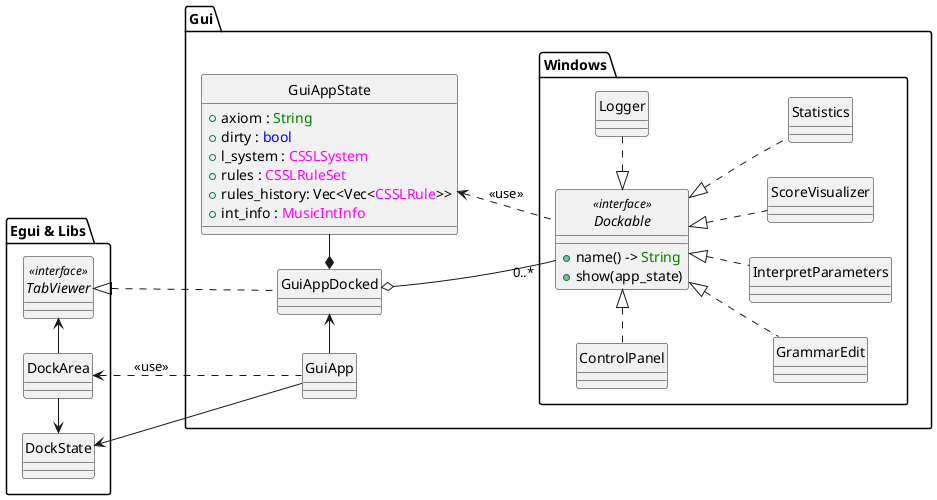 Gui
Windows
GuiAppState
axiom : String
dirty : bool
l_system : CSSLSystem
rules : CSSLRuleSet
rules_history: Vec<Vec<CSSLRule>>
int_info : MusicIntInfo
Logger
Statistics
«use»
«interface»
Dockable
name() -> String
show(app_state)
ScoreVisualizer
InterpretParameters
GrammarEdit
ControlPanel
0..*
GuiAppDocked
GuiApp
Egui & Libs
«interface»
TabViewer
DockArea
«use»
DockState